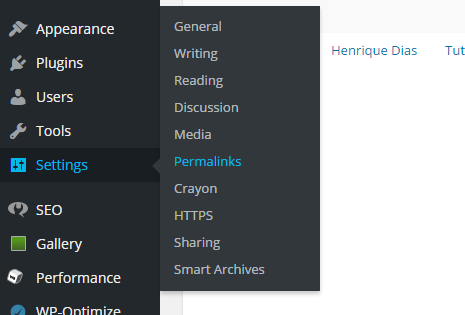 Appearance
Plugins
Users
Tools
Settings
SEO
Gallery
Performance
WP-Optimize
General
Writing
Reading
Discussion
Media
Permalinks
Crayon
HTTPS
Sharing
Smart Archives
Henrique Dias
Tut